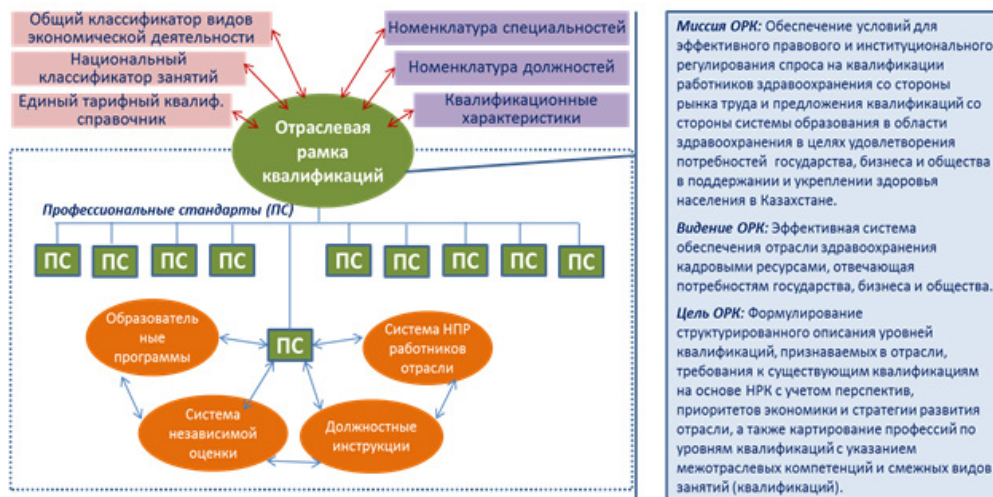 Общий классификатор видов
экономической деятельности
Национальный
классификатор занятий
Единый тарифный квалиф.
справочник
Номенклатура специальностей
Номенклатура должностей
Квалификационные
характеристики
Отраслевая
рамка
квалификаций
Профессиональные стандарты (ПС)
ПС
ПС
ПС
ПС
ПС
ПС
ПС
ПС
ПС
Образователь
ные
программы
ПС
Система НПР
работников
отрасли
Система
независимой
оценки
Должностные
инструкции
Миссия ОРК: Обеспечение условий для
эффективного правового и институционального
регулирования спроса на квалификации
работников здравоохранения со стороны
рынка труда и предложения квалификаций со
стороны системы образования в области
здравоохранения в целях удовлетворения
потребностей государства, бизнеса и общества
в поддержании и укреплении здоровья
населения в Казахстане.
Видение ОРК: Эффективная система
обеспечения отрасли здравоохранения
кадровыми ресурсами, отвечающая
потребностям государства, бизнеса и общества.
Цель ОРК: Формулирование
структурированного описания уровней
квалификаций, признаваемых в отрасли,
требования к существующим квалификациям
на основе НРК с учетом перспектив,
приоритетов экономики и стратегии развития
отрасли, а также картирование профессий по
уровням квалификаций с указанием
межотраслевых компетенций и смежных видов
занятий (квалификаций).